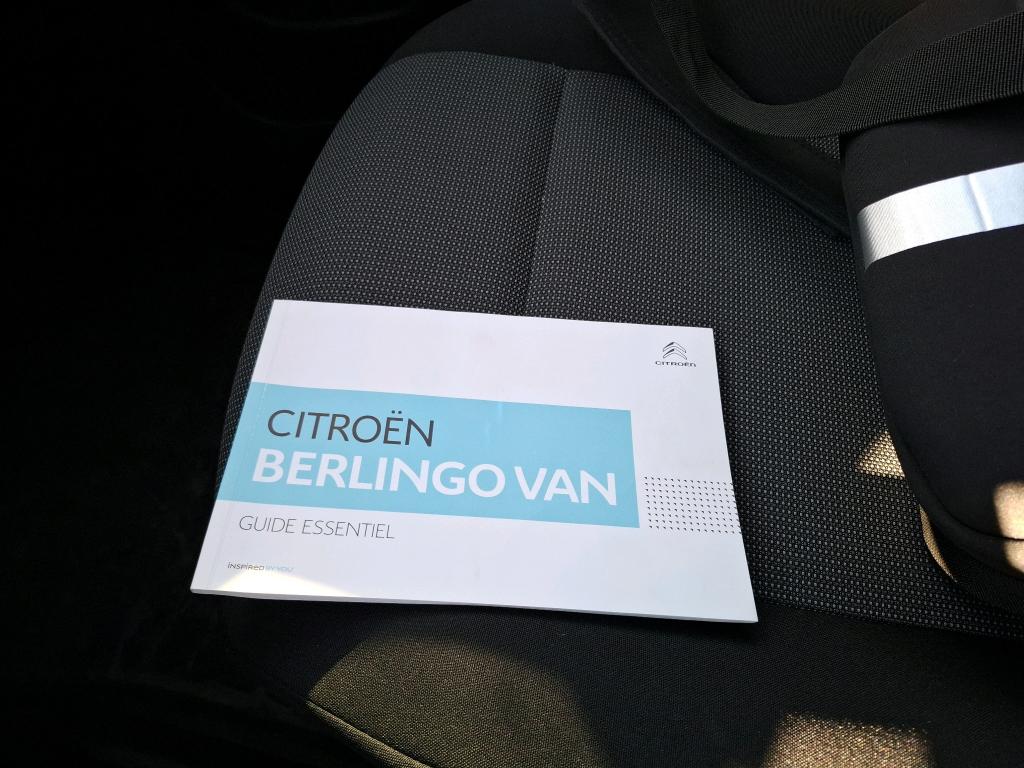 CITROËN
CITROËN
BERLINGO VAN
GUIDE ESSENTIEL
INSPIRED BY YOU